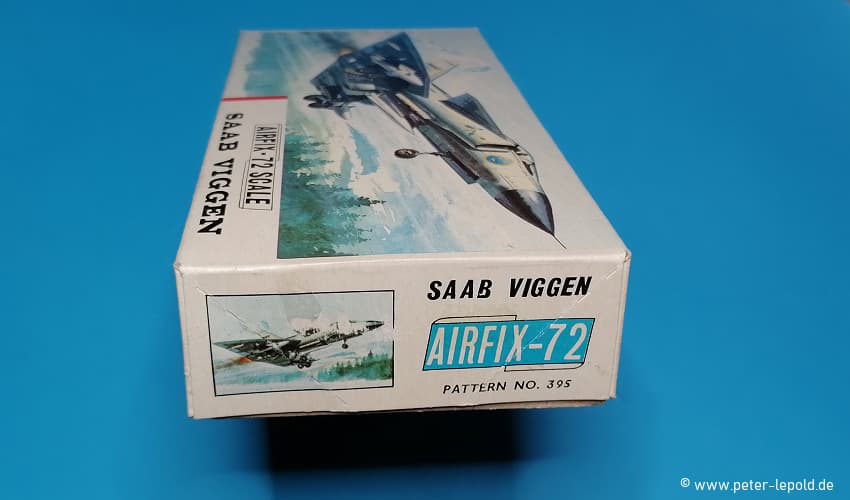 SAAB VIGGEN
AIRFIX-72 SCALE
SAAB VIGGEN
AIRFIX-72
PATTERN NO. 395
© www.peter-lepold.de